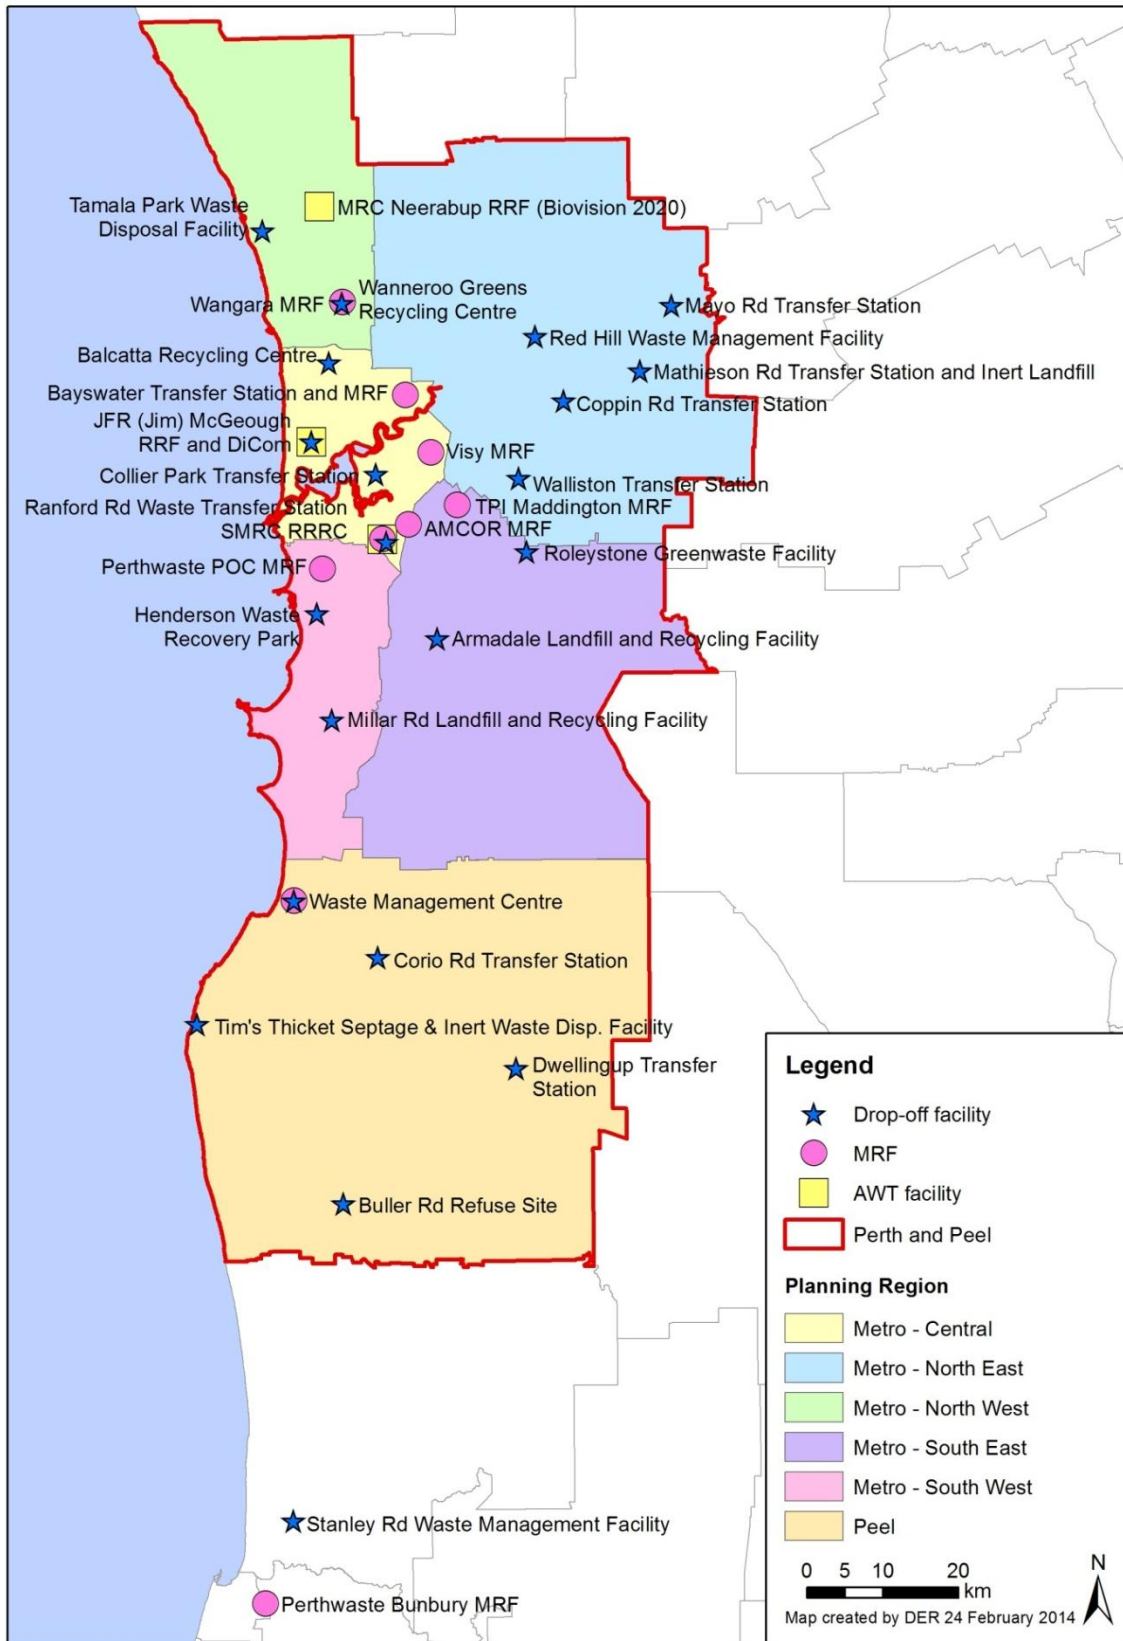 Tamala Park Waste
Disposal Facility
MRC Neerabup RRF (Biovision 2020)
Wangara MRF
Wanneroo Greens
Recycling Centre
Mayo Rd Transfer Station
Red Hill Waste Management Facility
Balcatta Recycling Centre
Mathieson Rd Transfer Station and Inert Landfill
Bayswater Transfer Station and MRF
Coppin Rd Transfer Station
JFR (Jim) McGeough
RRF and DiCom
Visy MRF
Collier Park Transfer Station
Walliston Transfer Station
Ranford Rd Waste Transfer Station
TPI Maddington MRF
SMRC RRRC
AMCOR MRF
Roleystone Greenwaste Facility
Perthwaste POC MRF
Henderson Waste
Recovery Park
Armadale Landfill and Recycling Facility
Millar Rd Landfill and Recycling Facility
Waste Management Centre
Corio Rd Transfer Station
Tim's Thicket Septage & Inert Waste Disp. Facility
Dwellingup Transfer
Station
Buller Rd Refuse Site
Stanley Rd Waste Management Facility
Perthwaste Bunbury MRF
Legend
Drop-off facility
MRF
AWT facility
Perth and Peel
Planning Region
Metro - Central
Metro - North East
Metro - North West
Metro - South East
Metro - South West
Peel
0 5 10 20
km
N
Map created by DER 24 February 2014